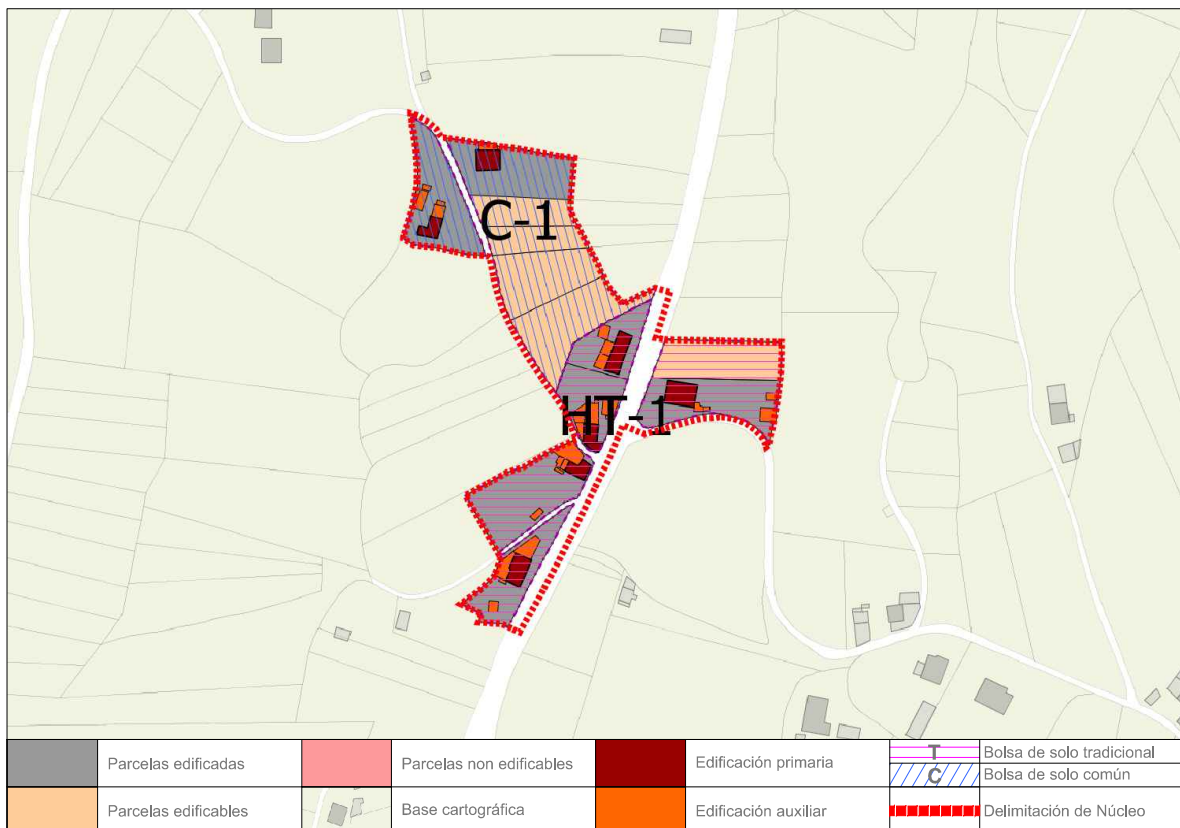 C-1
HT-1
Parcelas edificadas
Parcelas non edificables
Edificación primaria
T
Bolsa de solo tradicional
C
Bolsa de solo común
Parcelas edificables
Base cartográfica
Edificación auxiliar
Delimitación de Núcleo